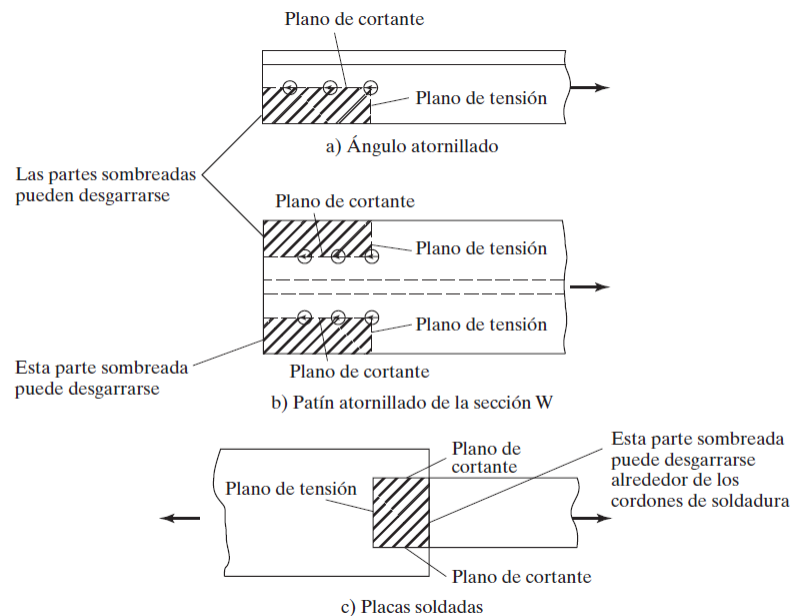 Plano de cortante
Plano de tensión
a) Ángulo atornillado
Las partes sombreadas
pueden desgarrarse
Plano de cortante
Plano de tensión
Plano de tensión
Esta parte sombreada
puede desgarrarse
Plano de cortante
b) Patín atornillado de la sección W
Plano de
cortante
Esta parte sombreada
puede desgarrarse
alrededor de los
cordones de soldadura
Plano de tensión
Plano de cortante
c) Placas soldadas